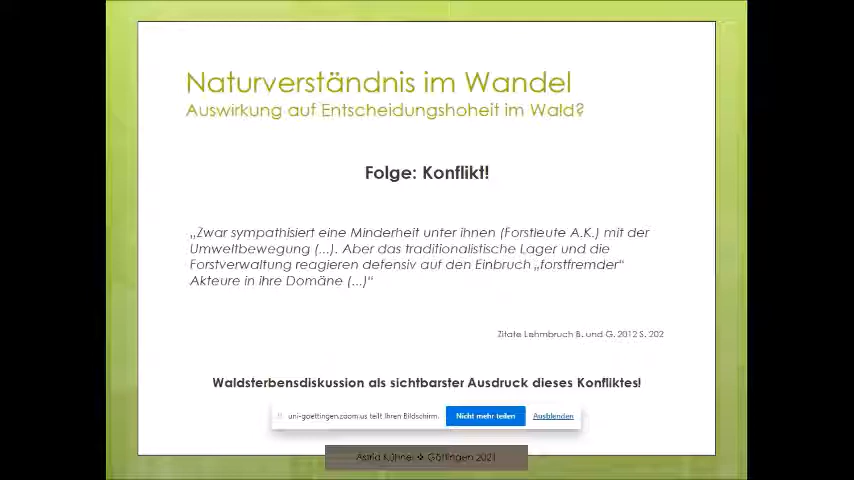 Naturverständnis im Wandel
Auswirkung auf Entscheidungshoheit im Wald?
Folge: Konflikt!
„Zwar sympathisiert eine Minderheit unter ihnen (Forstleute A.K.) mit der
Umweltbewegung (...). Aber das traditionalistische Lager und die
Forstverwaltung reagieren defensiv auf den Einbruch „forstfremder“
Akteure in ihre Domäne (...)“
Zitate Lehmbruch B. und G. 2012 S. 202
Waldsterbensdiskussion als sichtbarster Ausdruck dieses Konfliktes!
uni-goettingen.zoom.us teilt Ihren Bildschirm. Nicht mehr teilen Ausblenden
Astrid Kühnel ❖ Göttingen 2021